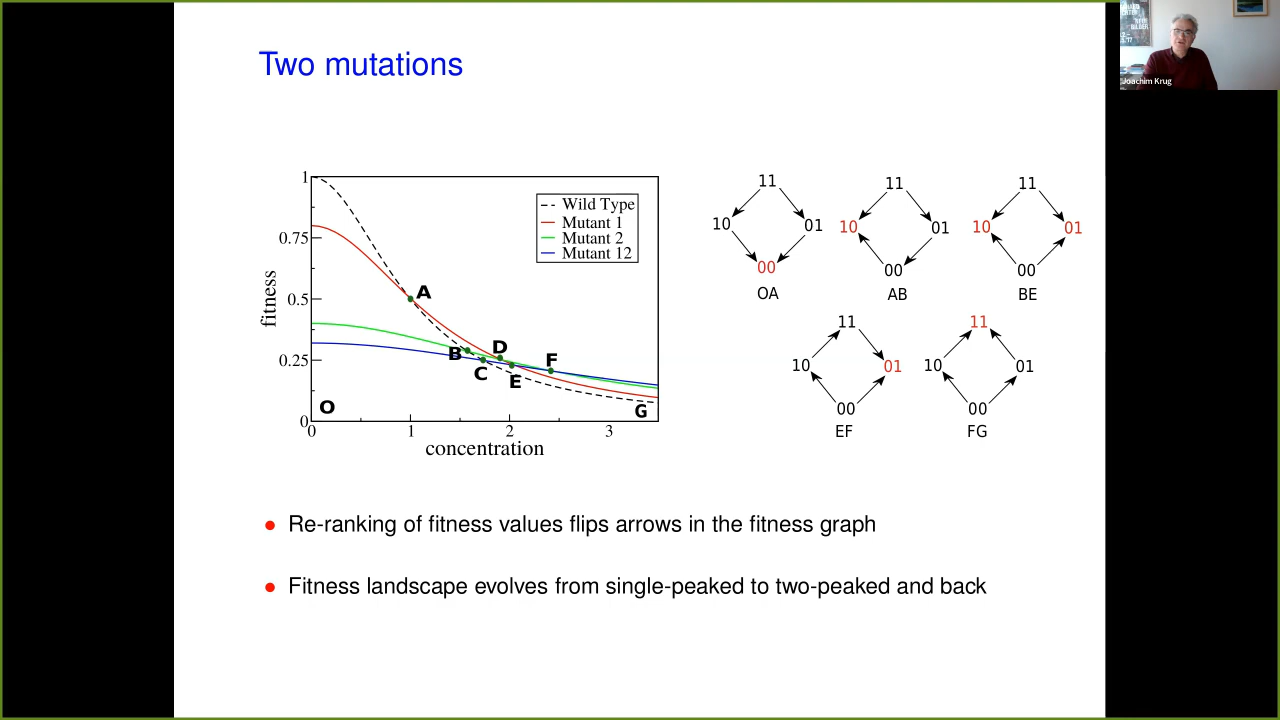 Two mutations
1
0.75
0.5
0.25
0
fitness
Wild Type
Mutant 1
Mutant 2
Mutant 12
A
B
C
D
E
F
O
G
0 1 2 3
concentration
11
10 01
00
OA
11
10 01
00
AB
11
10 01
00
BE
11
10 01
00
EF
11
10 01
00
FG
Re-ranking of fitness values flips arrows in the fitness graph
Fitness landscape evolves from single-peaked to two-peaked and back
Joachim Krug